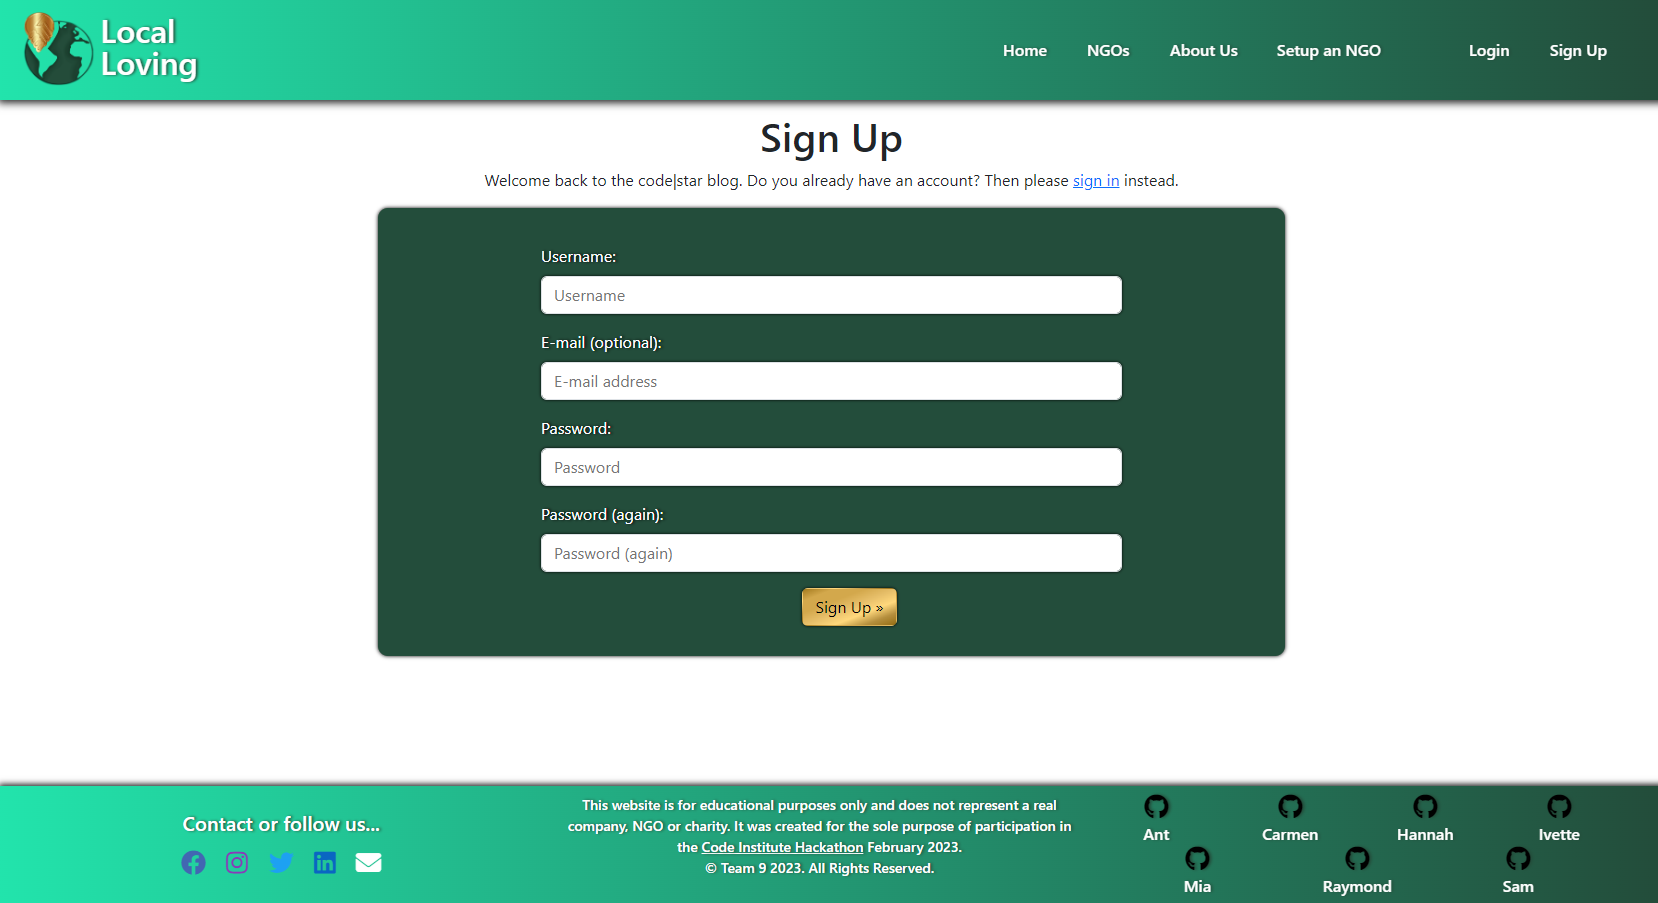 Local
Loving
Home NGOs About Us Setup an NGO Login Sign Up
Sign Up
Welcome back to the code|star blog. Do you already have an account? Then please sign in instead.
Username:
Username
E-mail (optional):
E-mail address
Password:
Password
Password (again):
Password (again)
Sign Up »
Contact or follow us...
This website is for educational purposes only and does not represent a real
company, NGO or charity. It was created for the sole purpose of participation in
the Code Institute Hackathon February 2023.
© Team 9 2023. All Rights Reserved.
Ant Carmen Hannah Ivette
Mia Raymond Sam